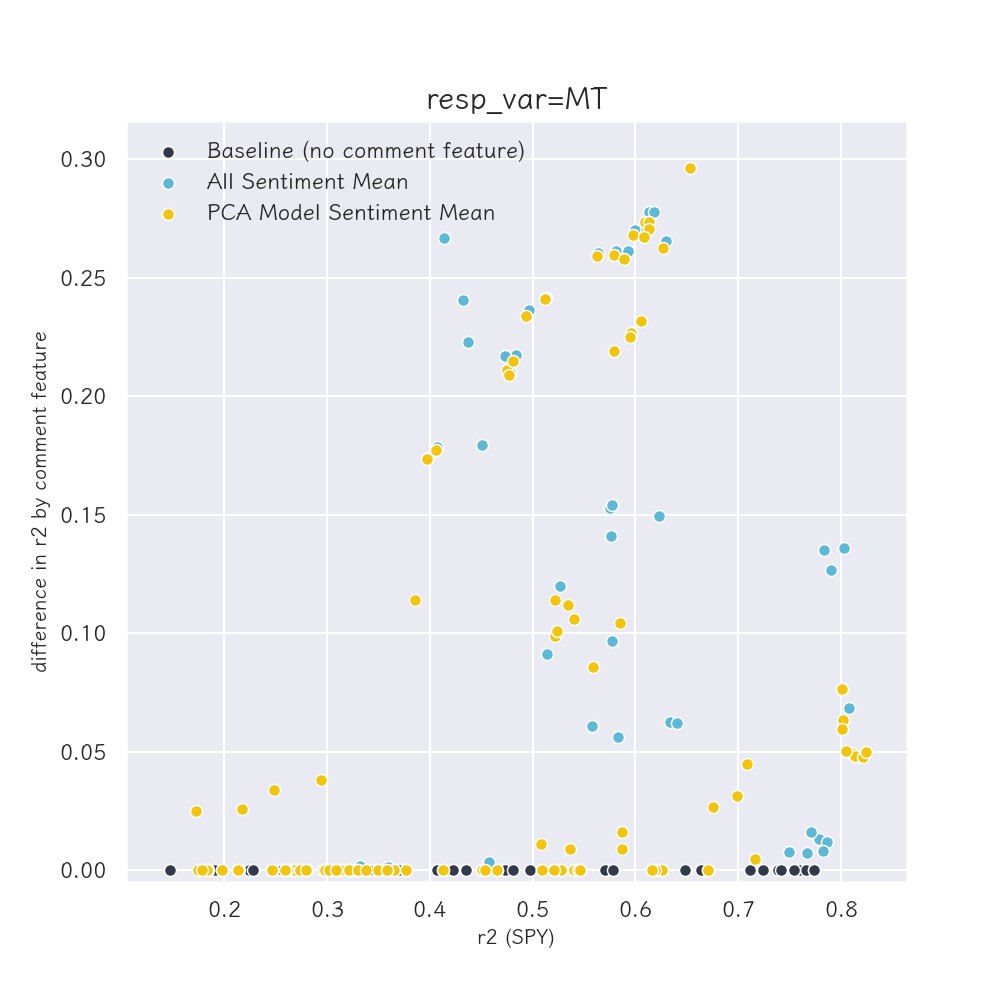 resp_var=MT
Baseline (no comment feature)
All Sentiment Mean
PCA Model Sentiment Mean
difference in r2 by comment feature
0.30
0.25
0.20
0.15
0.10
0.05
0.00
0.2 0.3 0.4 0.5 0.6 0.7 0.8
r2 (SPY)